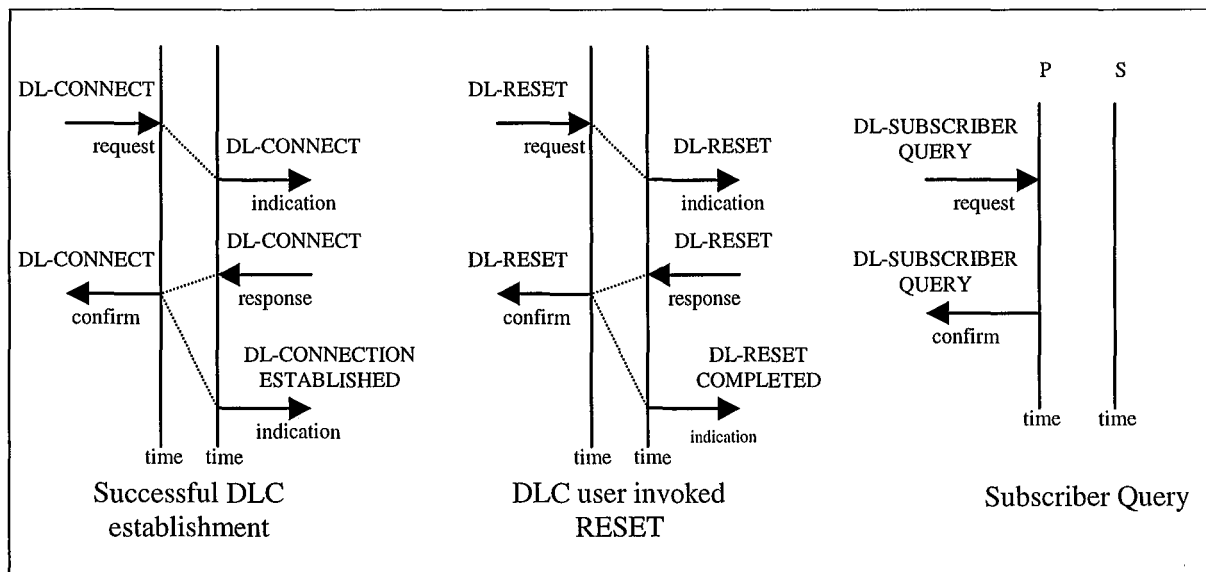 DL-CONNECT
request
DL-CONNECT
indication
DL-CONNECT
response
DL-CONNECT
confirm
DL-CONNECTION
ESTABLISHED
indication
time
time
Successful DLC
establishment
DL-RESET
request
DL-RESET
indication
DL-RESET
response
DL-RESET
confirm
DL-RESET
COMPLETED
indication
time
time
DLC user invoked
RESET
P
S
DL-SUBSCRIBER
QUERY
request
DL-SUBSCRIBER
QUERY
confirm
time
time
Subscriber Query